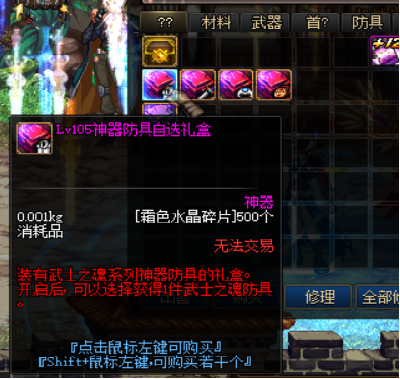 ?? 材料 武器 首? 防具
+12
Lv105神器防具自选礼盒
神器
0.001kg [霜色水晶碎片]500个
消耗品
无法交易
装有武士之魂系列神器防具的礼盒。
开启后,可以选择获得1件武士之魂防具
。
修理 全部修
『点击鼠标左键可购买』
『Shift+鼠标左键,可购买若干个』